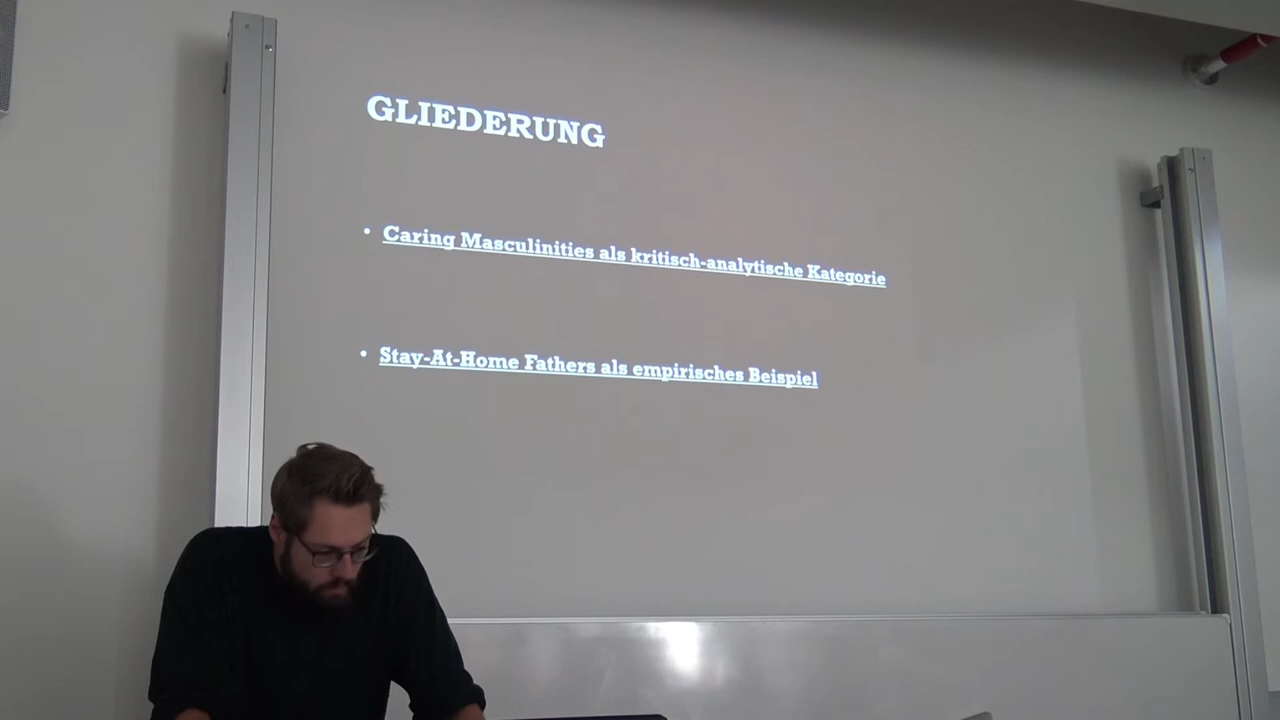 GLIEDERUNG
• Caring Masculinities als kritisch-analytische Kategorie
• Stay-At-Home Fathers als empirisches Beispiel